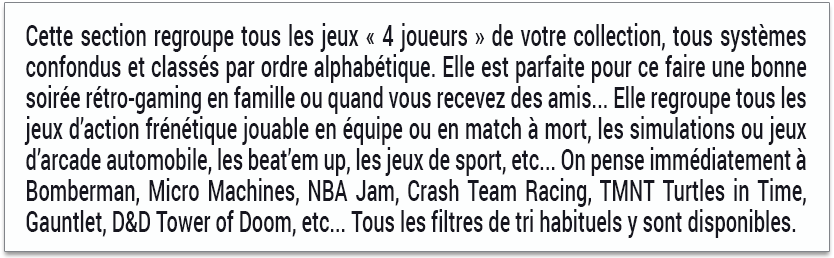 Cette section regroupe tous les jeux « 4 joueurs » de votre collection, tous systèmes
confondus et classés par ordre alphabétique. Elle est parfaite pour ce faire une bonne
soirée rétro-gaming en famille ou quand vous recevez des amis... Elle regroupe tous les
jeux d’action frénétique jouable en équipe ou en match à mort, les simulations ou jeux
d’arcade automobile, les beat’em up, les jeux de sport, etc... On pense immédiatement à
Bomberman, Micro Machines, NBA Jam, Crash Team Racing, TMNT Turtles in Time,
Gauntlet, D&D Tower of Doom, etc... Tous les filtres de tri habituels y sont disponibles.